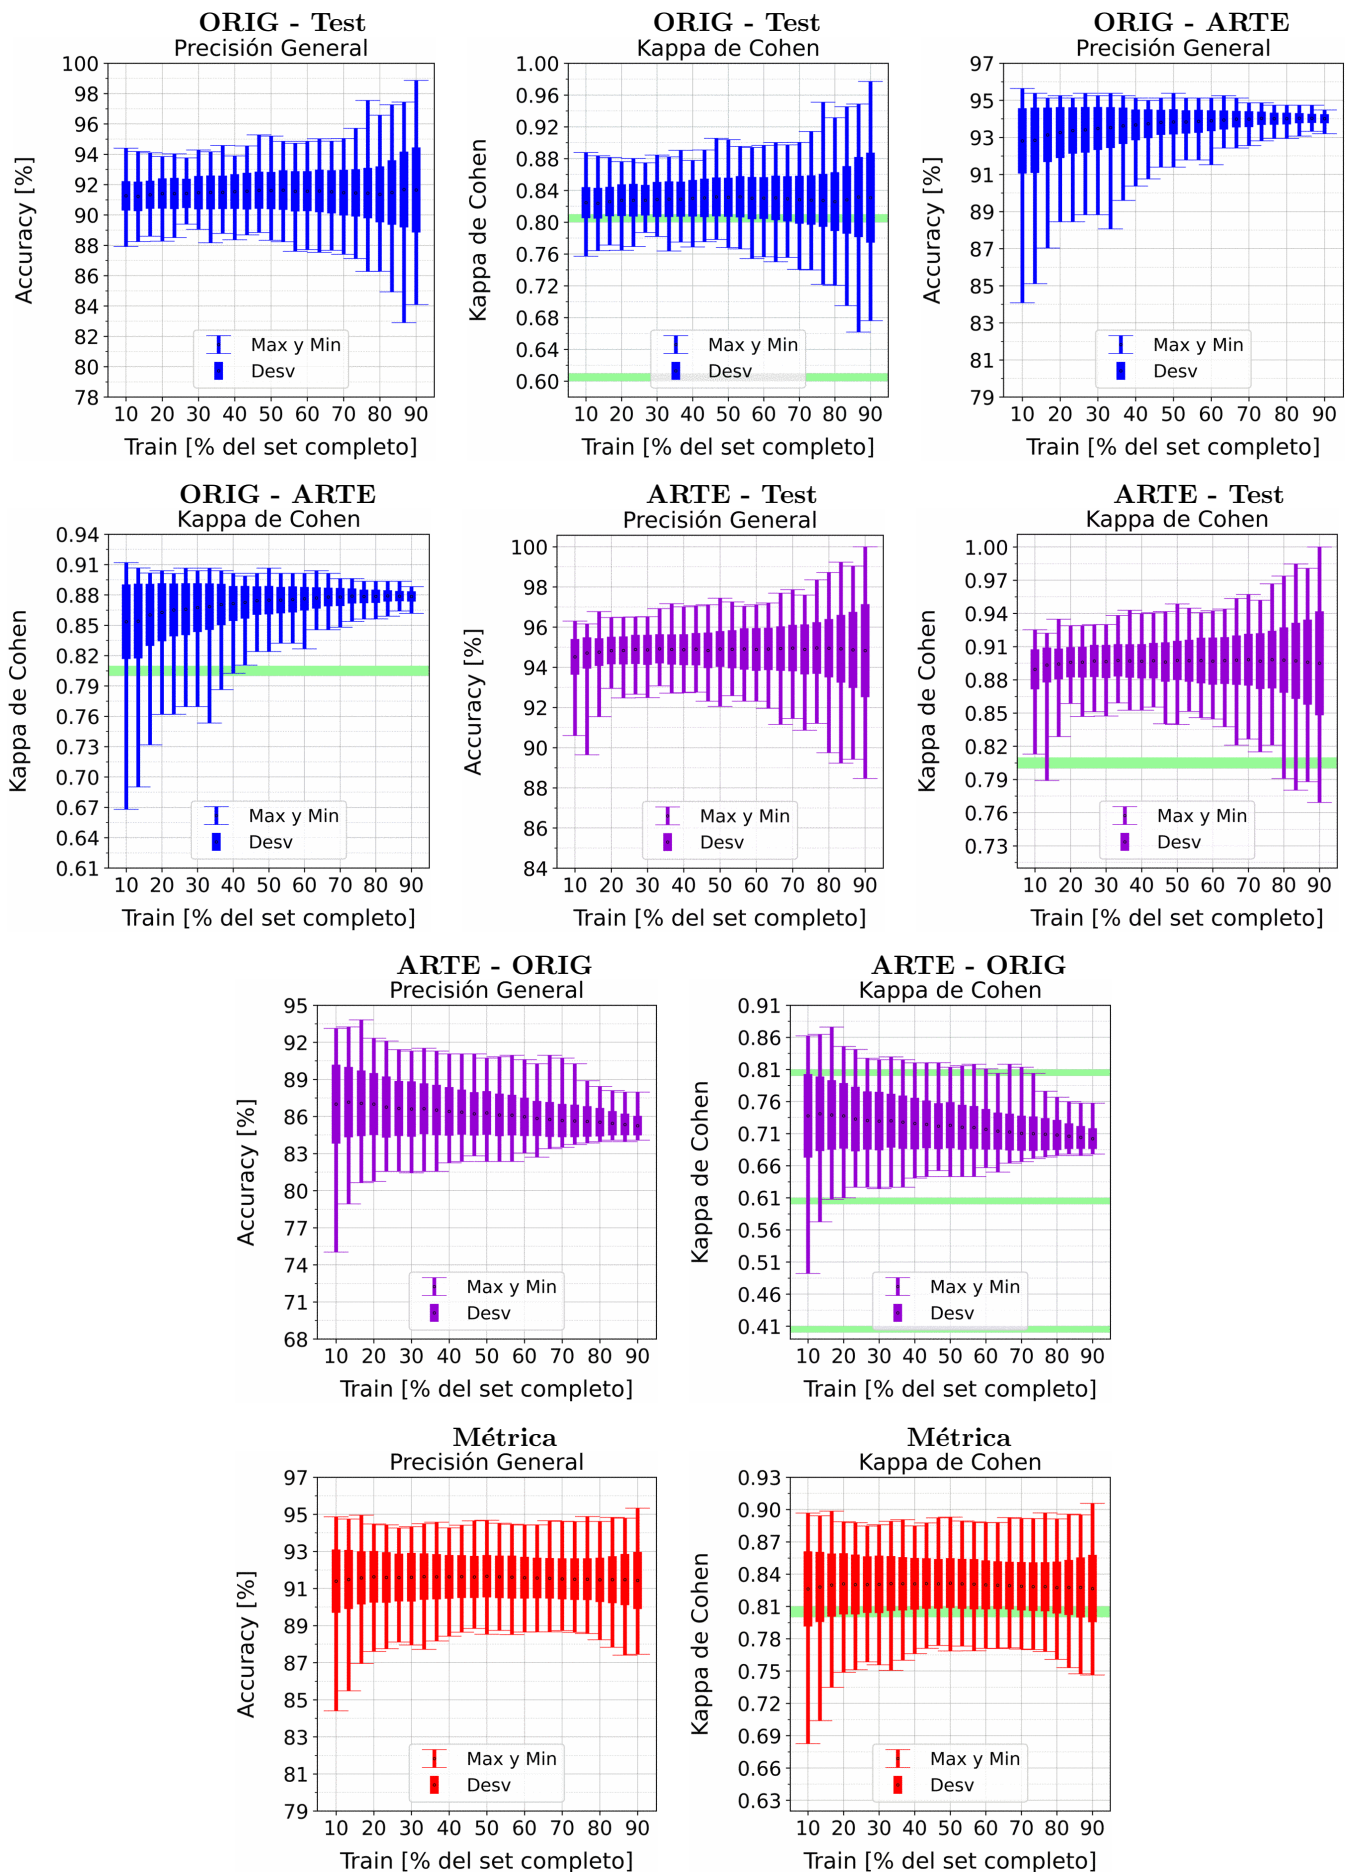 ORIG - Test
Precisión General
Accuracy [%]
100
98
96
94
92
90
88
86
84
82
80
78
Max y Min
Desv
10 20 30 40 50 60 70 80 90
Train [% del set completo]
ORIG - Test
Kappa de Cohen
Kappa de Cohen
1.00
0.96
0.92
0.88
0.84
0.80
0.76
0.72
0.68
0.64
0.60
Max y Min
Desv
10 20 30 40 50 60 70 80 90
Train [% del set completo]
ORIG - ARTE
Precisión General
Accuracy [%]
97
95
93
91
89
87
85
83
81
79
Max y Min
Desv
10 20 30 40 50 60 70 80 90
Train [% del set completo]
ORIG - ARTE
Kappa de Cohen
Kappa de Cohen
0.94
0.91
0.88
0.85
0.82
0.79
0.76
0.73
0.70
0.67
0.64
0.61
Max y Min
Desv
10 20 30 40 50 60 70 80 90
Train [% del set completo]
ARTE - Test
Precisión General
Accuracy [%]
100
98
96
94
92
90
88
86
84
Max y Min
Desv
10 20 30 40 50 60 70 80 90
Train [% del set completo]
ARTE - Test
Kappa de Cohen
Kappa de Cohen
1.00
0.97
0.94
0.91
0.88
0.85
0.82
0.79
0.76
0.73
Max y Min
Desv
10 20 30 40 50 60 70 80 90
Train [% del set completo]
ARTE - ORIG
Precisión General
Accuracy [%]
95
92
89
86
83
80
77
74
71
68
Max y Min
Desv
10 20 30 40 50 60 70 80 90
Train [% del set completo]
ARTE - ORIG
Kappa de Cohen
Kappa de Cohen
0.91
0.86
0.81
0.76
0.71
0.66
0.61
0.56
0.51
0.46
0.41
Max y Min
Desv
10 20 30 40 50 60 70 80 90
Train [% del set completo]
Métrica
Precisión General
Accuracy [%]
97
95
93
91
89
87
85
83
81
79
Max y Min
Desv
10 20 30 40 50 60 70 80 90
Train [% del set completo]
Métrica
Kappa de Cohen
Kappa de Cohen
0.93
0.90
0.87
0.84
0.81
0.78
0.75
0.72
0.69
0.66
0.63
Max y Min
Desv
10 20 30 40 50 60 70 80 90
Train [% del set completo]